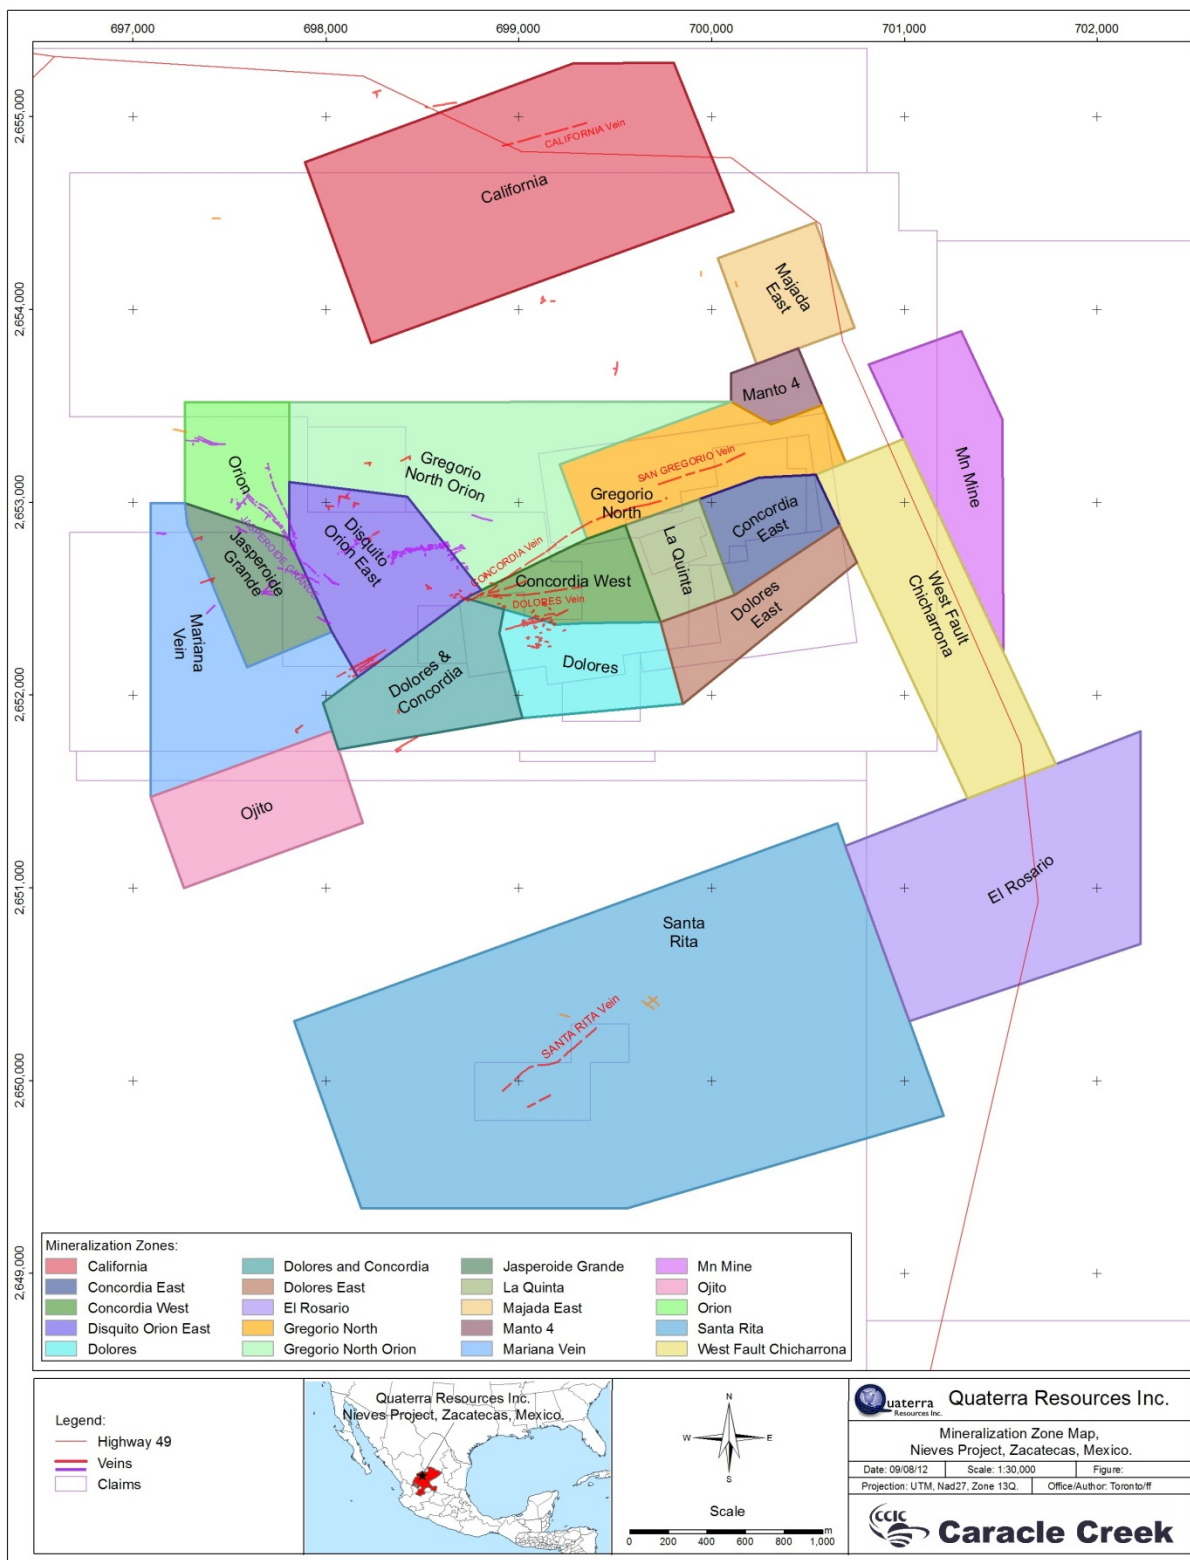 697,000
698,000
699,000
700,000
701,000
702,000
2,655,000
2,654,000
2,653,000
2,652,000
2,651,000
2,650,000
2,649,000
CALIFORNIA Vein
California
Majada
East
Manto 4
Mn Mine
Orion
Gregorio
North Orion
SAN GREGORIO Vein
Gregorio
North
JASPEROIDE GRANDE
Jasperoide
Grande
Disquito
Orion East
CONCORDIA Vein
Concordia West
DOLORES Vein
La Quinta
Concordia
East
Dolores
East
West Fault
Chicharrona
Mariana
Vein
Dolores &
Concordia
Dolores
Ojito
El Rosario
Santa
Rita
SANTA RITA Vein
Mineralization Zones:
California
Concordia East
Concordia West
Disquito Orion East
Dolores
Dolores and Concordia
Dolores East
El Rosario
Gregorio North
Gregorio North Orion
Jasperoide Grande
La Quinta
Majada East
Manto 4
Mariana Vein
Mn Mine
Ojito
Orion
Santa Rita
West Fault Chicharrona
Legend:
Highway 49
Veins
Claims
Quaterra Resources Inc.
Nieves Project, Zacatecas, Mexico.
N
W
E
S
Scale
m
0 200 400 600 800 1,000
Quaterra
Resources Inc.
Quaterra Resources Inc.
Mineralization Zone Map,
Nieves Project, Zacatecas, Mexico.
Date: 09/08/12 Scale: 1:30,000 Figure:
Projection: UTM, Nad27, Zone 13Q. Office/Author: Toronto/ff
CCIC
Caracle Creek